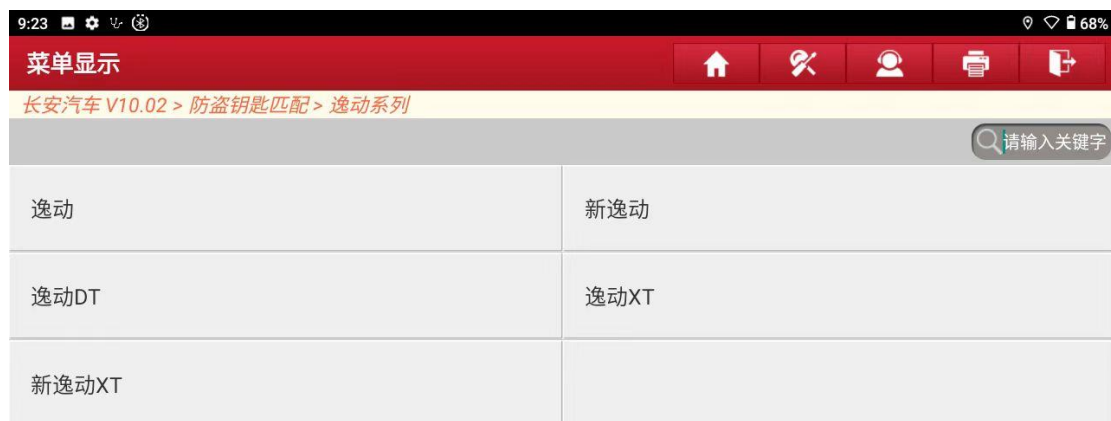 9:23 68%
菜单显示
长安汽车 V10.02 > 防盗钥匙匹配 > 逸动系列
请输入关键字
逸动 新逸动
逸动DT 逸动XT
新逸动XT